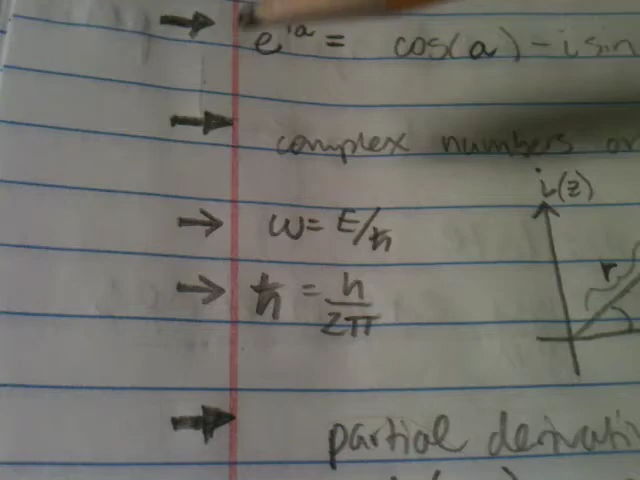 → e^ia = cos(a) - i sin
→ complex numbers
→ ω = E/ħ
i(z)
→ ħ = h/2π
r
→ partial